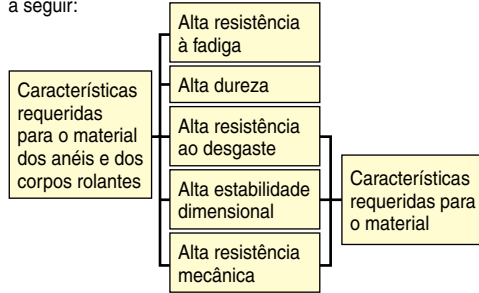 a seguir:
Características
requeridas
para o material
dos anéis e dos
corpos rolantes
Alta resistência
à fadiga
Alta dureza
Alta resistência
ao desgaste
Alta estabilidade
dimensional
Alta resistência
mecânica
Características
requeridas para
o material